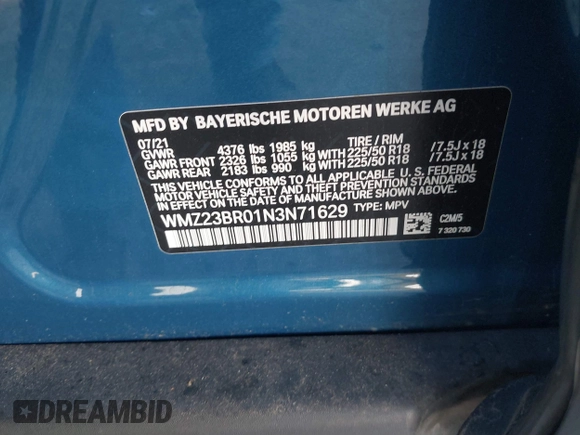 MFD BY BAYERISCHE MOTOREN WERKE AG
07/21 TIRE / RIM
GVWR 4376 lbs 1985 kg
GAWR FRONT 2326 lbs 1055 kg WITH 225/50 R18 /7.5J x 18
GAWR REAR 2183 lbs 990 kg WITH 225/50 R18 /7.5J x 18
THIS VEHICLE CONFORMS TO ALL APPLICABLE U.S. FEDERAL
MOTOR VEHICLE SAFETY AND THEFT PREVENTION STANDARDS
IN EFFECT ON THE DATE OF MANUFACTURE SHOWN ABOVE.
WMZ23BR01N3N71629 TYPE: MPV
C2M/5
7 320 730
DREAMBID